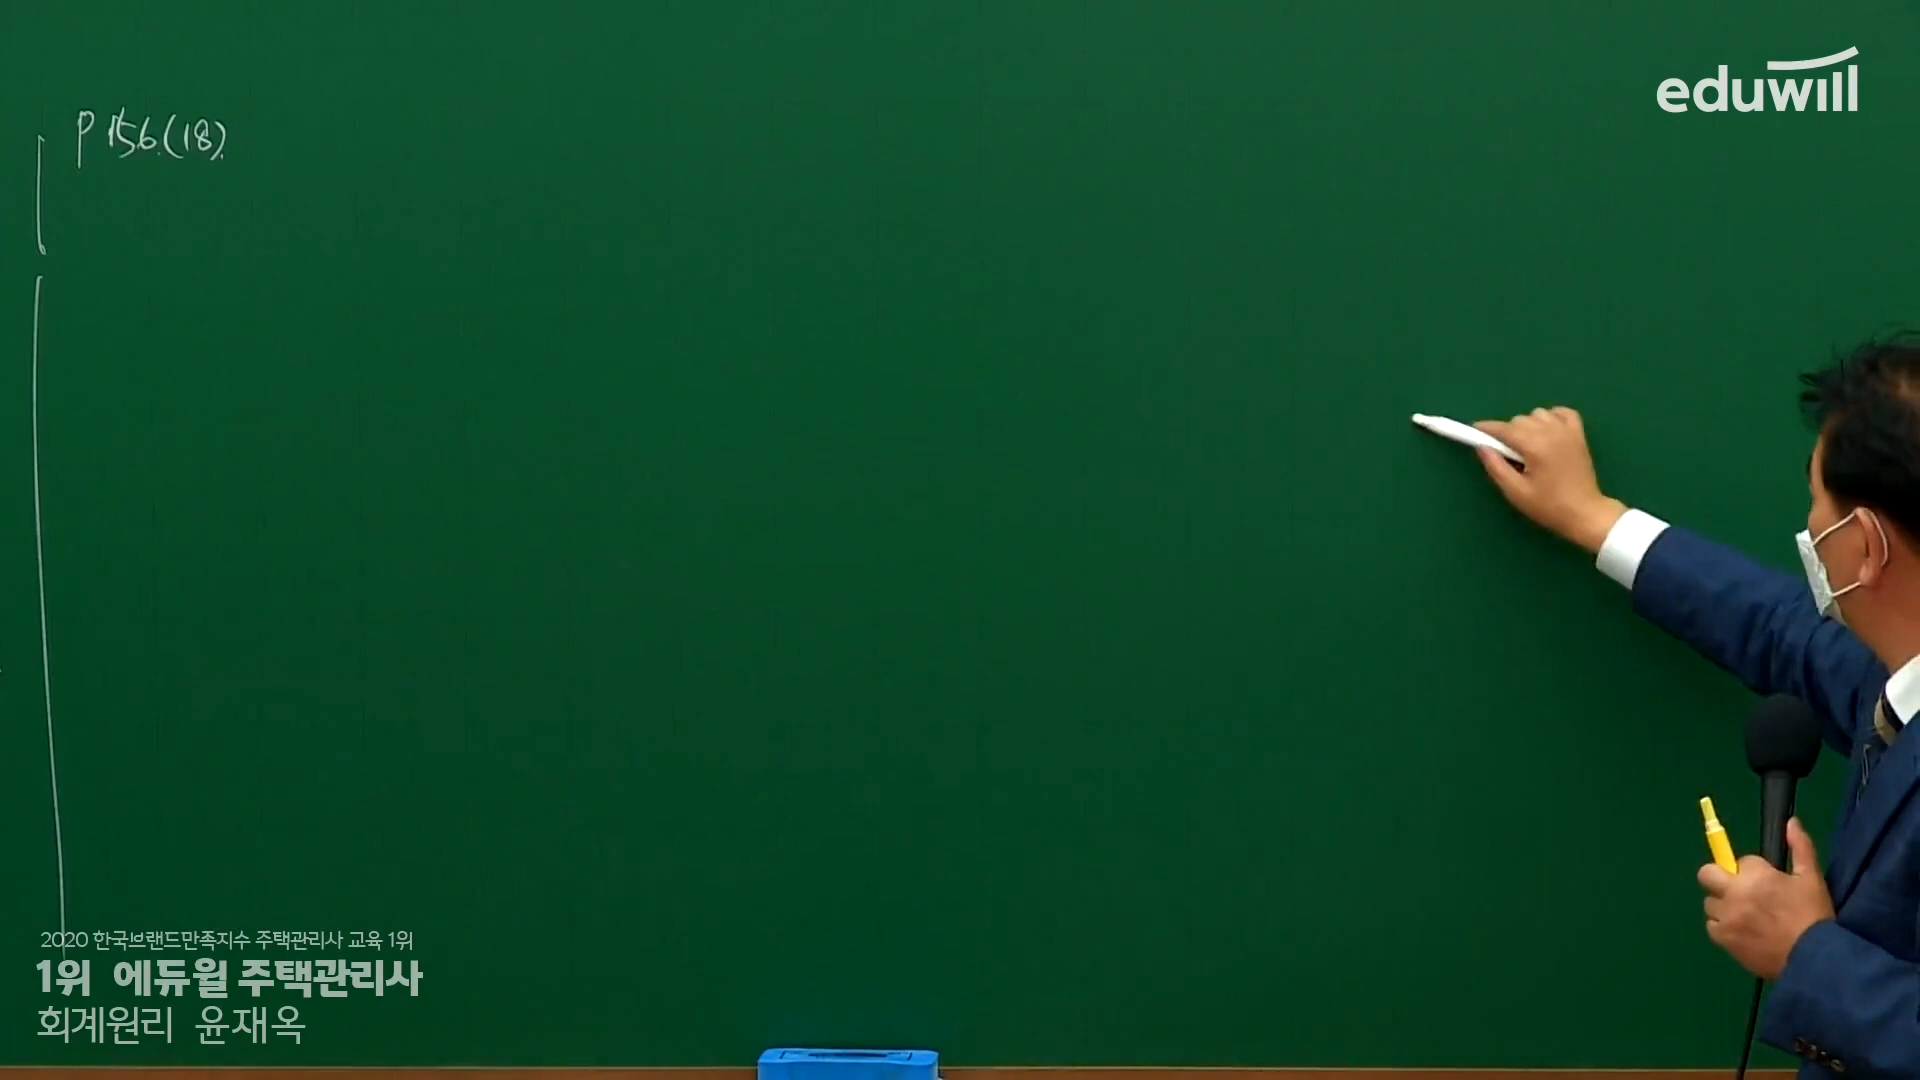 eduwill
P 156.(18).
2020 한국브랜드만족지수 주택관리사 교육 1위
1위 에듀윌 주택관리사
회계원리 윤재옥